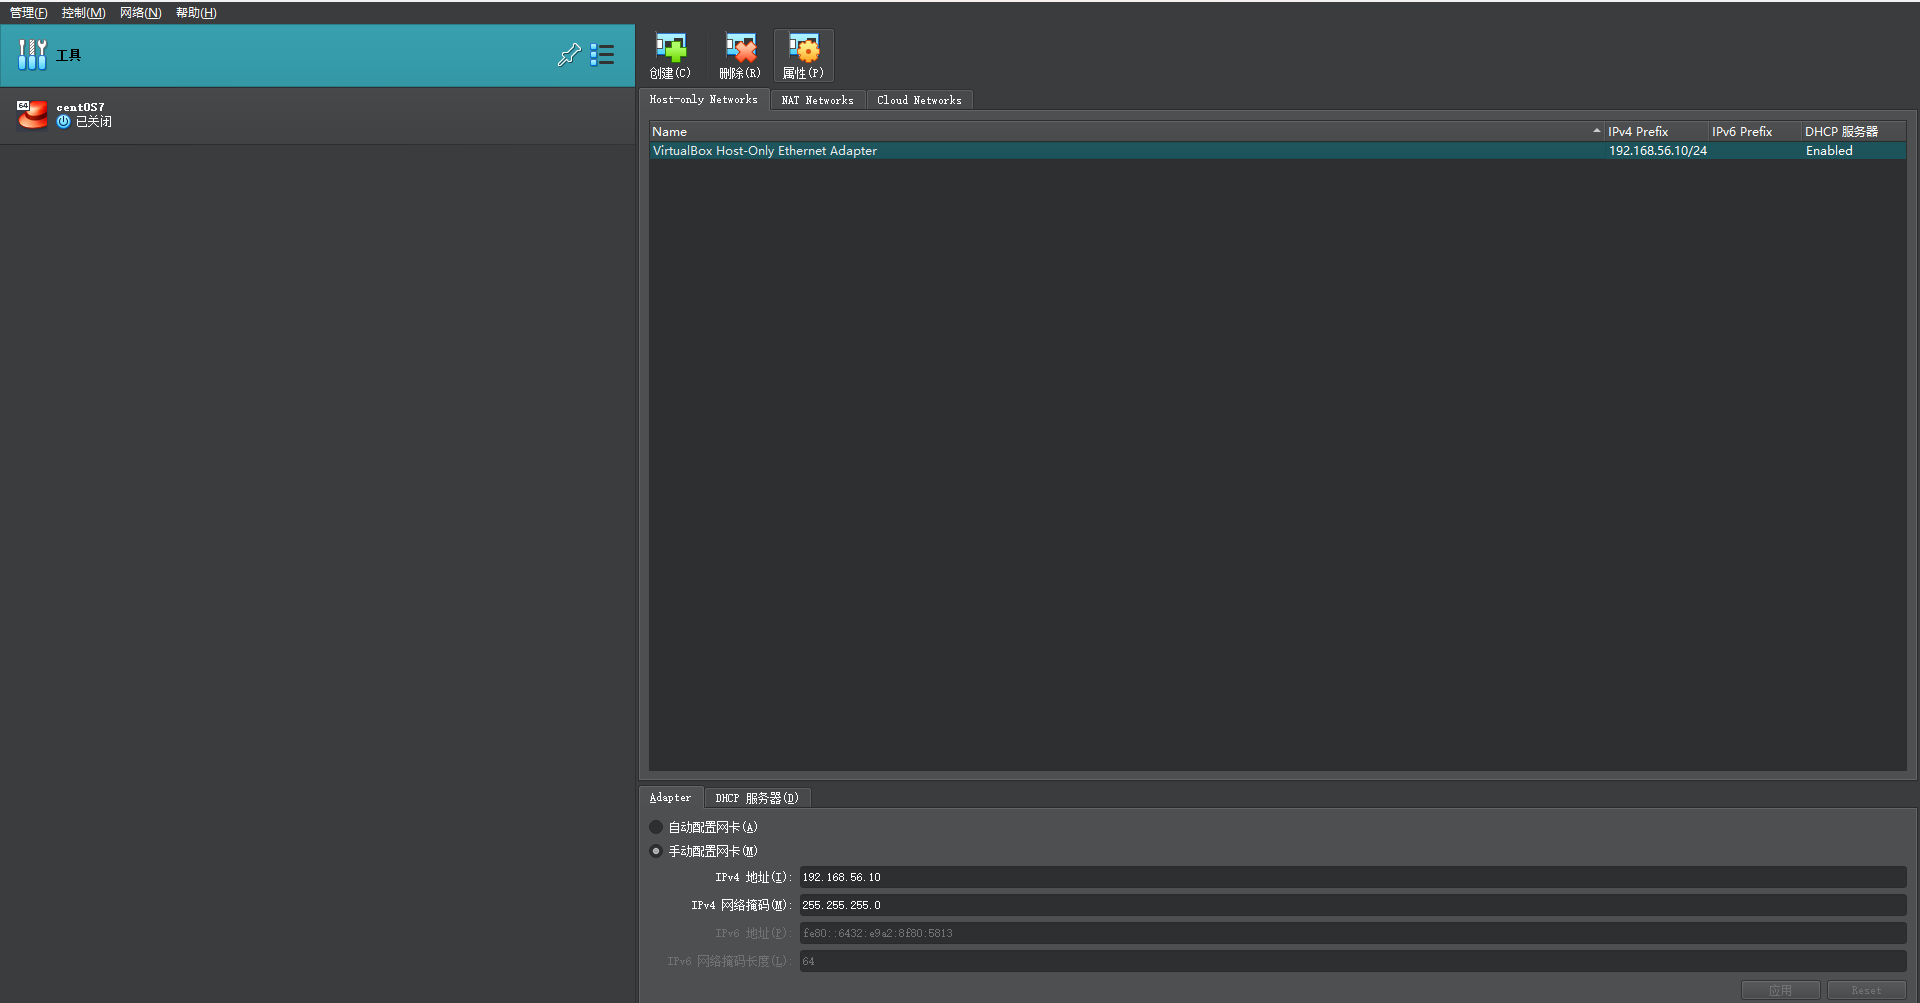 管理(F) 控制(M) 网络(N) 帮助(H)
工具
64
centOS7
已关闭
创建(C) 删除(R) 属性(P)
Host-only Networks NAT Networks Cloud Networks
Name IPv4 Prefix IPv6 Prefix DHCP 服务器
VirtualBox Host-Only Ethernet Adapter 192.168.56.10/24 Enabled
Adapter DHCP 服务器(D)
自动配置网卡(A)
手动配置网卡(M)
IPv4 地址(I): 192.168.56.10
IPv4 网络掩码(M): 255.255.255.0
IPv6 地址(P): fe80::6432:e9a2:8f80:5813
IPv6 网络掩码长度(L): 64
应用 Reset